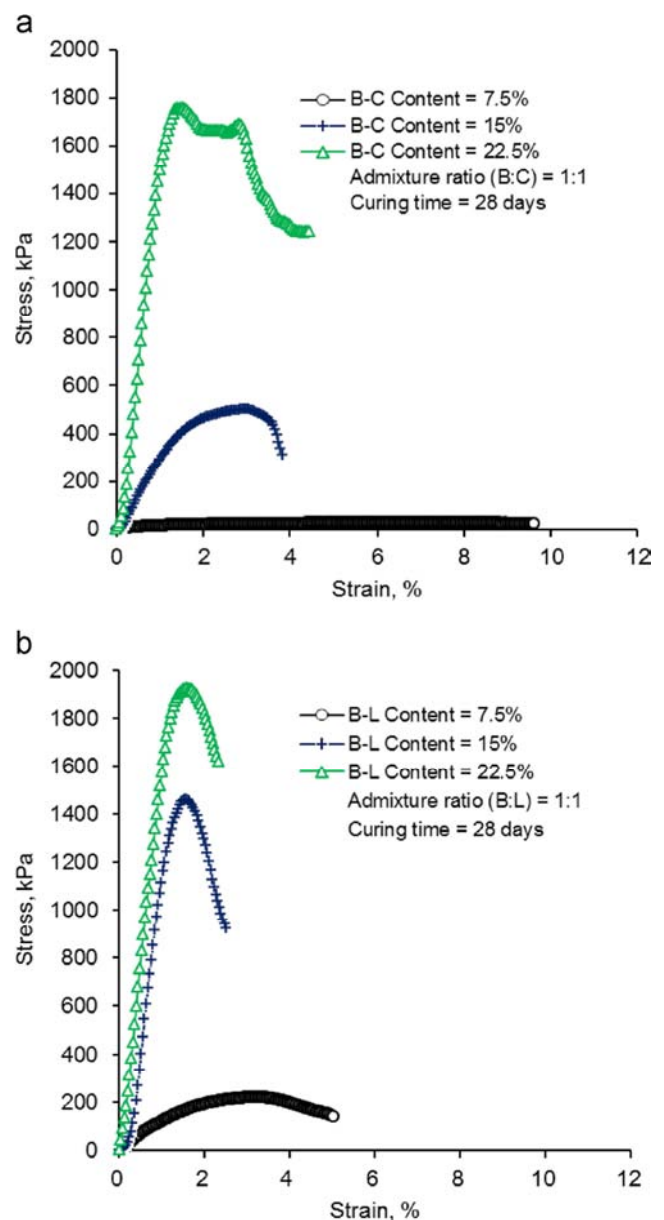 a
2000
1800
1600
1400
1200
1000
800
600
400
200
0
Stress, kPa
B-C Content = 7.5%
B-C Content = 15%
B-C Content = 22.5%
Admixture ratio (B:C) = 1:1
Curing time = 28 days
0 2 4 6 8 10 12
Strain, %
b
2000
1800
1600
1400
1200
1000
800
600
400
200
0
Stress, kPa
B-L Content = 7.5%
B-L Content = 15%
B-L Content = 22.5%
Admixture ratio (B:L) = 1:1
Curing time = 28 days
0 2 4 6 8 10 12
Strain, %